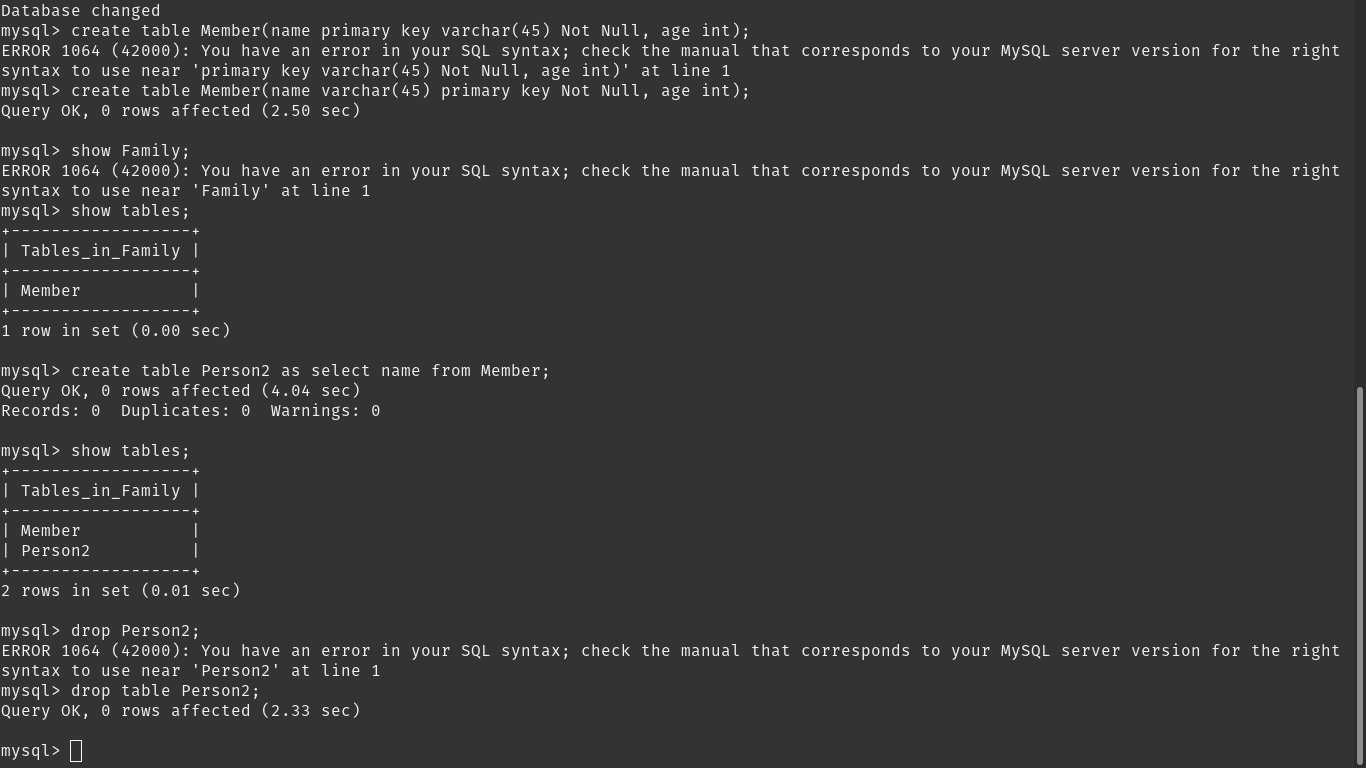 Database changed
mysql> create table Member(name primary key varchar(45) Not Null, age int);
ERROR 1064 (42000): You have an error in your SQL syntax; check the manual that corresponds to your MySQL server version for the right
syntax to use near 'primary key varchar(45) Not Null, age int)' at line 1
mysql> create table Member(name varchar(45) primary key Not Null, age int);
Query OK, 0 rows affected (2.50 sec)

mysql> show Family;
ERROR 1064 (42000): You have an error in your SQL syntax; check the manual that corresponds to your MySQL server version for the right
syntax to use near 'Family' at line 1
mysql> show tables;
+------------------+
| Tables_in_Family |
+------------------+
| Member           |
+------------------+
1 row in set (0.00 sec)

mysql> create table Person2 as select name from Member;
Query OK, 0 rows affected (4.04 sec)
Records: 0  Duplicates: 0  Warnings: 0

mysql> show tables;
+------------------+
| Tables_in_Family |
+------------------+
| Member           |
| Person2          |
+------------------+
2 rows in set (0.01 sec)

mysql> drop Person2;
ERROR 1064 (42000): You have an error in your SQL syntax; check the manual that corresponds to your MySQL server version for the right
syntax to use near 'Person2' at line 1
mysql> drop table Person2;
Query OK, 0 rows affected (2.33 sec)

mysql>